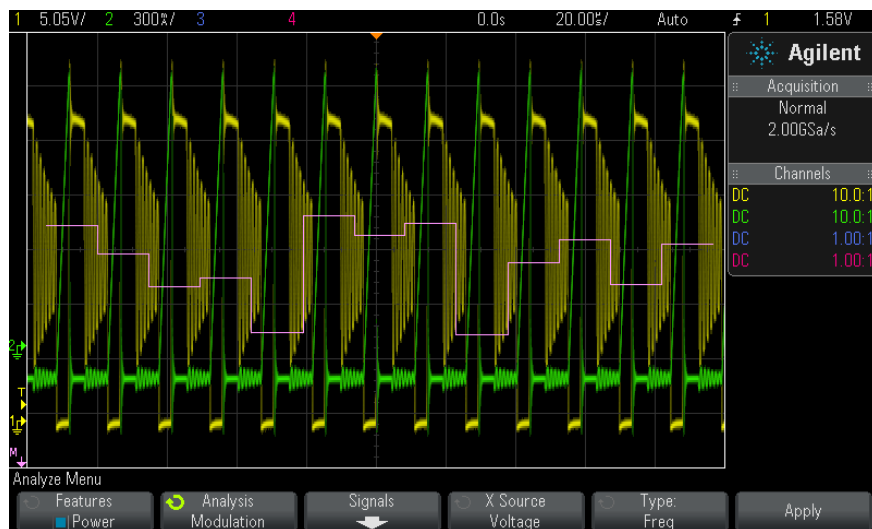 1 5.05V/ 2 300%/ 3 4 0.0s 20.00%/ Auto 1 1.58V
Agilent
Acquisition
Normal
2.00GSa/s
Channels
DC 10.0:1
DC 10.0:1
DC 1.00:1
DC 1.00:1
2
T
1
M
Analyze Menu
Features
Power
Analysis
Modulation
Signals
X Source
Voltage
Type:
Freq
Apply